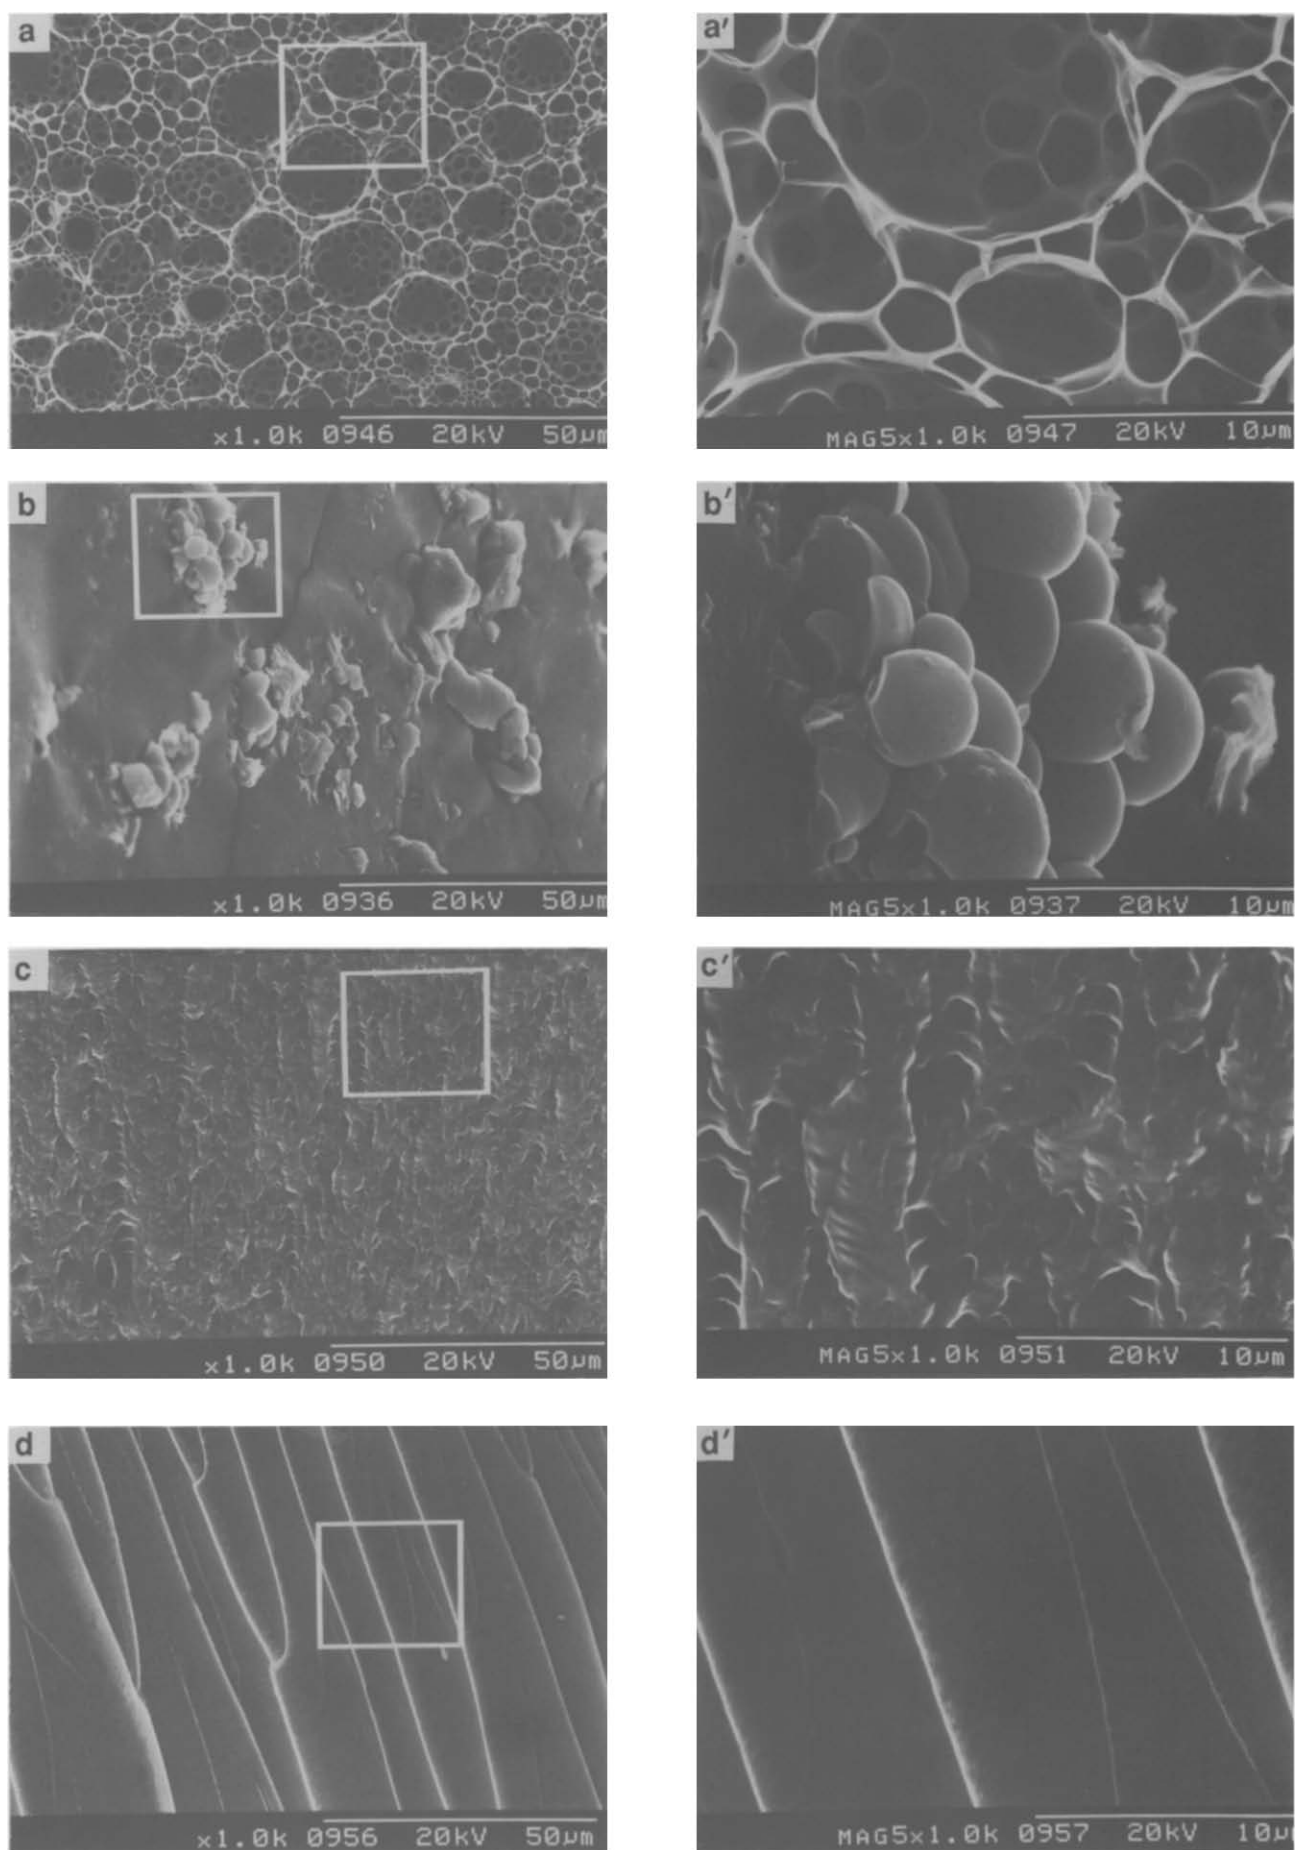 a
x1.0k 0946 20kV 50μm
a′
MAG5x1.0k 0947 20kV 10μm
b
x1.0k 0936 20kV 50μm
b′
MAG5x1.0k 0937 20kV 10μm
c
x1.0k 0950 20kV 50μm
c′
MAG5x1.0k 0951 20kV 10μm
d
x1.0k 0956 20kV 50μm
d′
MAG5x1.0k 0957 20kV 10μm